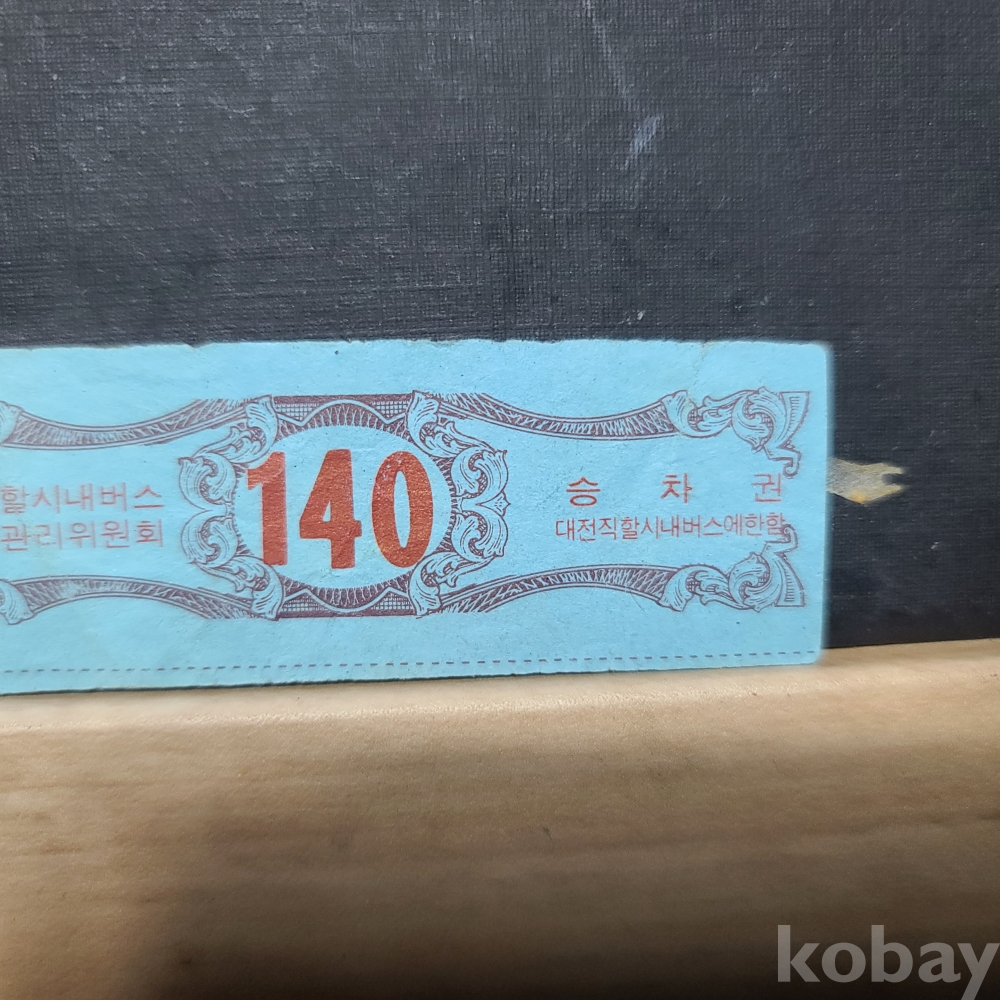 할시내버스
관리위원회
140
승 차 권
대전직할시내버스에한함
kobay